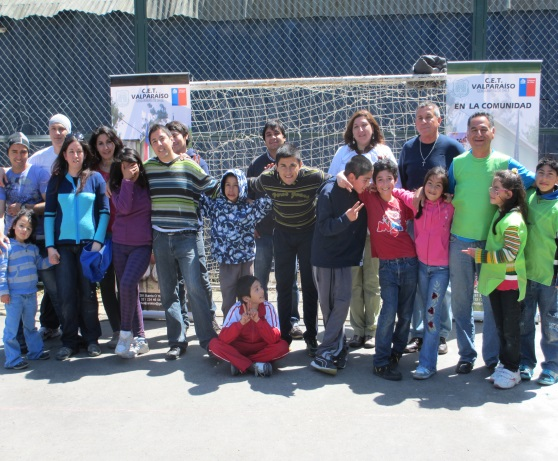 C.E.T.
VALPARAISO
C.E.T.
VALPARAISO
EN LA COMUNIDAD